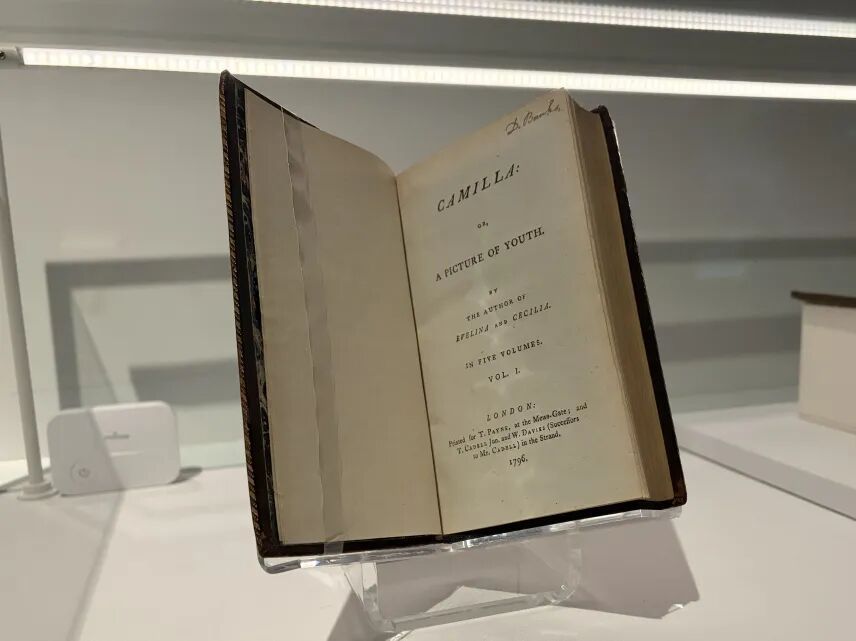 D. Banks.
CAMILLA:
OR,
A PICTURE OF YOUTH.
BY
THE AUTHOR OF
EVELINA AND CECILIA.
IN FIVE VOLUMES.
VOL. I.
LONDON:
Printed for T. PAYNE, at the Mews-Gate; and
T. CADELL Jun. and W. DAVIES (Successors
to Mr. CADELL) in the Strand.
1796.